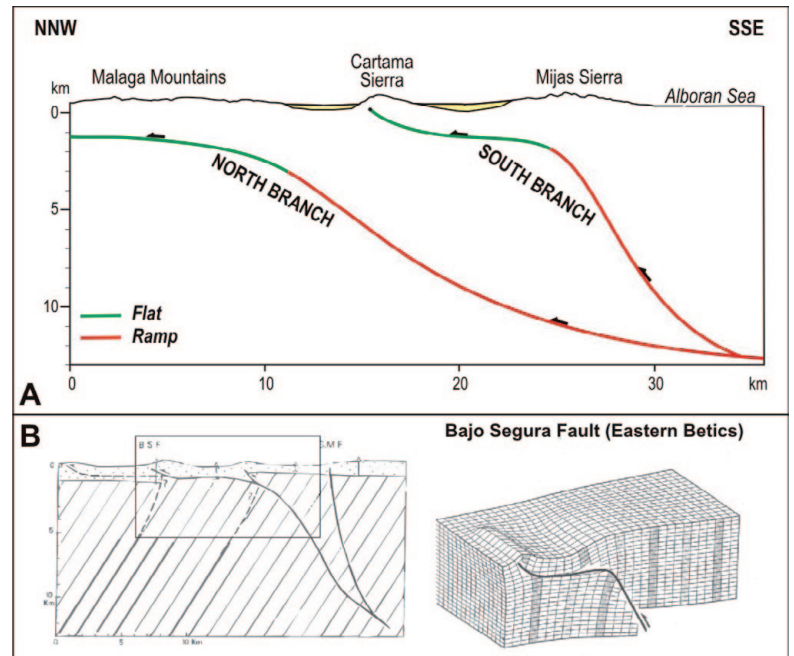 NNW
SSE
Malaga Mountains
Cartama
Sierra
Mijas Sierra
Alboran Sea
km
0
5
10
NORTH BRANCH
SOUTH BRANCH
Flat
Ramp
0
10
20
30
km
A
B
Bajo Segura Fault (Eastern Betics)
B S F
C.M F
0
5
10
Km
0
5
10 Km